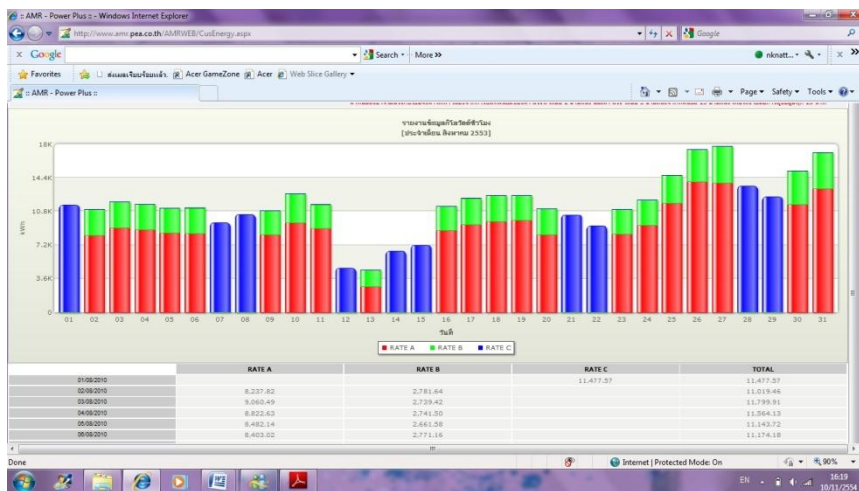 :: AMR - Power Plus :: - Windows Internet Explorer
http://www.amr.pea.co.th/AMRWEB/CusEnergy.aspx
Google
Google
Search
More »
nknatt...
Favorites
Acer GameZone
Acer
Web Slice Gallery
:: AMR - Power Plus ::
Page
Safety
Tools
รายงานข้อมูลกิโลวัตต์ชั่วโมง
[ประจำเดือน สิงหาคม 2553]
18K
14.4K
10.8K
7.2K
3.6K
0
kWh
01 02 03 04 05 06 07 08 09 10 11 12 13 14 15 16 17 18 19 20 21 22 23 24 25 26 27 28 29 30 31
วันที่
RATE A RATE B RATE C
RATE A RATE B RATE C TOTAL
01/08/2010 11,477.57 11,477.57
02/08/2010 8,237.82 2,781.64 11,019.46
03/08/2010 9,060.49 2,739.42 11,799.91
04/08/2010 8,822.63 2,741.50 11,564.13
05/08/2010 8,482.14 2,661.58 11,143.72
06/08/2010 8,403.02 2,771.16 11,174.18
Done
Internet | Protected Mode: On
90%
EN
16:19
10/11/2554